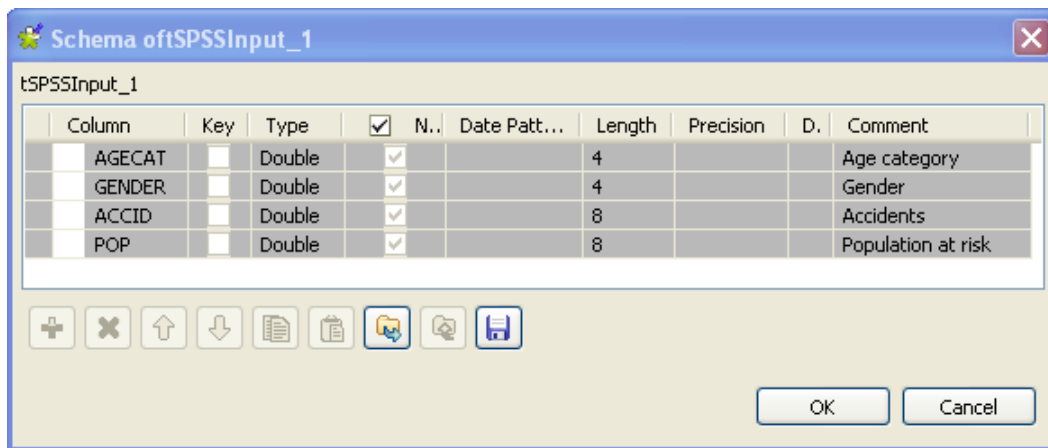 Schema oftSPSSInput_1
tSPSSInput_1
Column Key Type N.. Date Patt... Length Precision D. Comment
AGECAT Double 4 Age category
GENDER Double 4 Gender
ACCID Double 8 Accidents
POP Double 8 Population at risk
OK Cancel